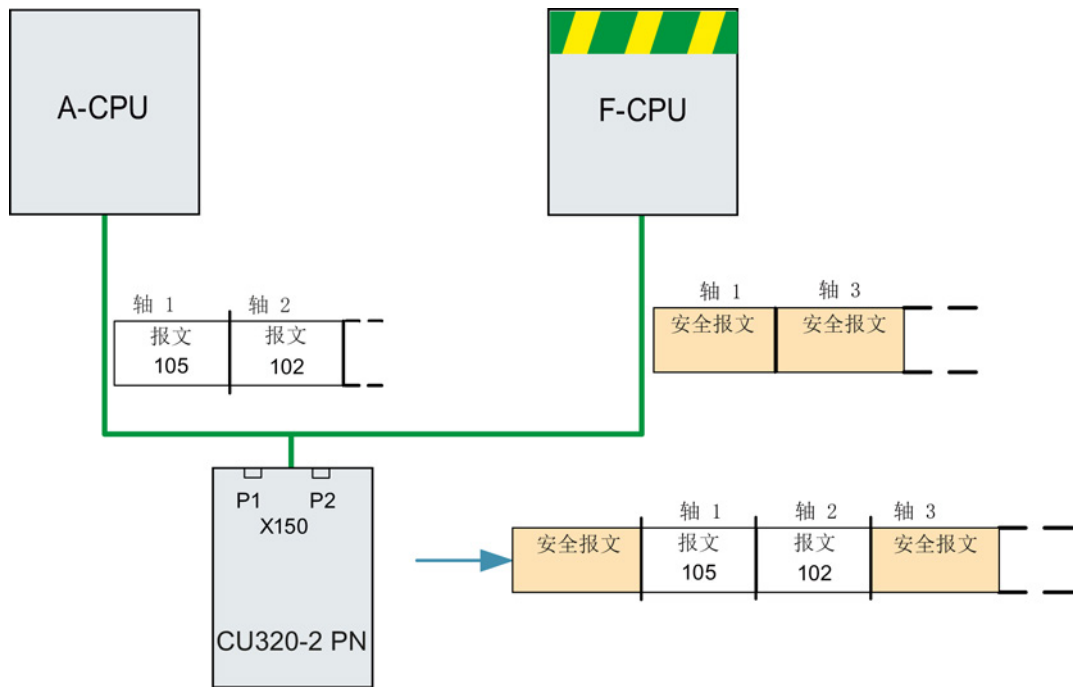 A-CPU
F-CPU
轴 1 轴 2
报文 报文
105 102
轴 1 轴 3
安全报文 安全报文
P1 P2
X150
CU320-2 PN
轴 1 轴 2 轴 3
安全报文 报文 报文 安全报文
105 102